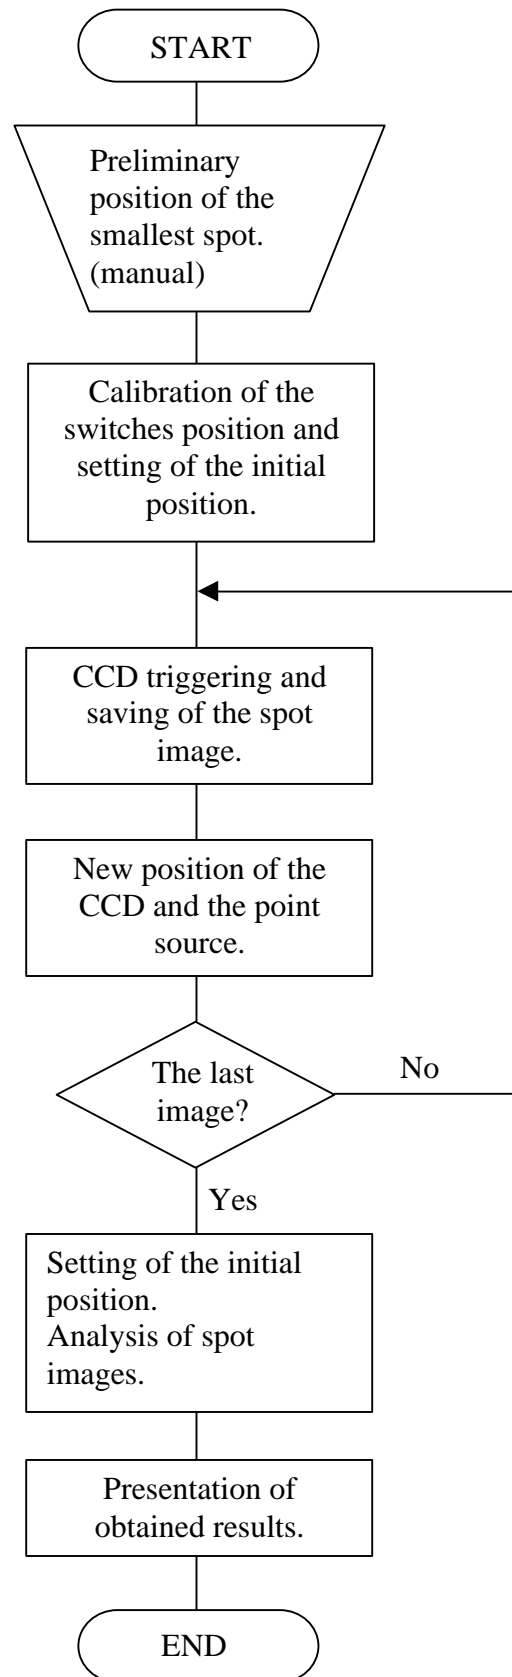 START
Preliminary
position of the
smallest spot.
(manual)
Calibration of the
switches position and
setting of the initial
position.
CCD triggering and
saving of the spot
image.
New position of the
CCD and the point
source.
The last
image?
No
Yes
Setting of the initial
position.
Analysis of spot
images.
Presentation of
obtained results.
END